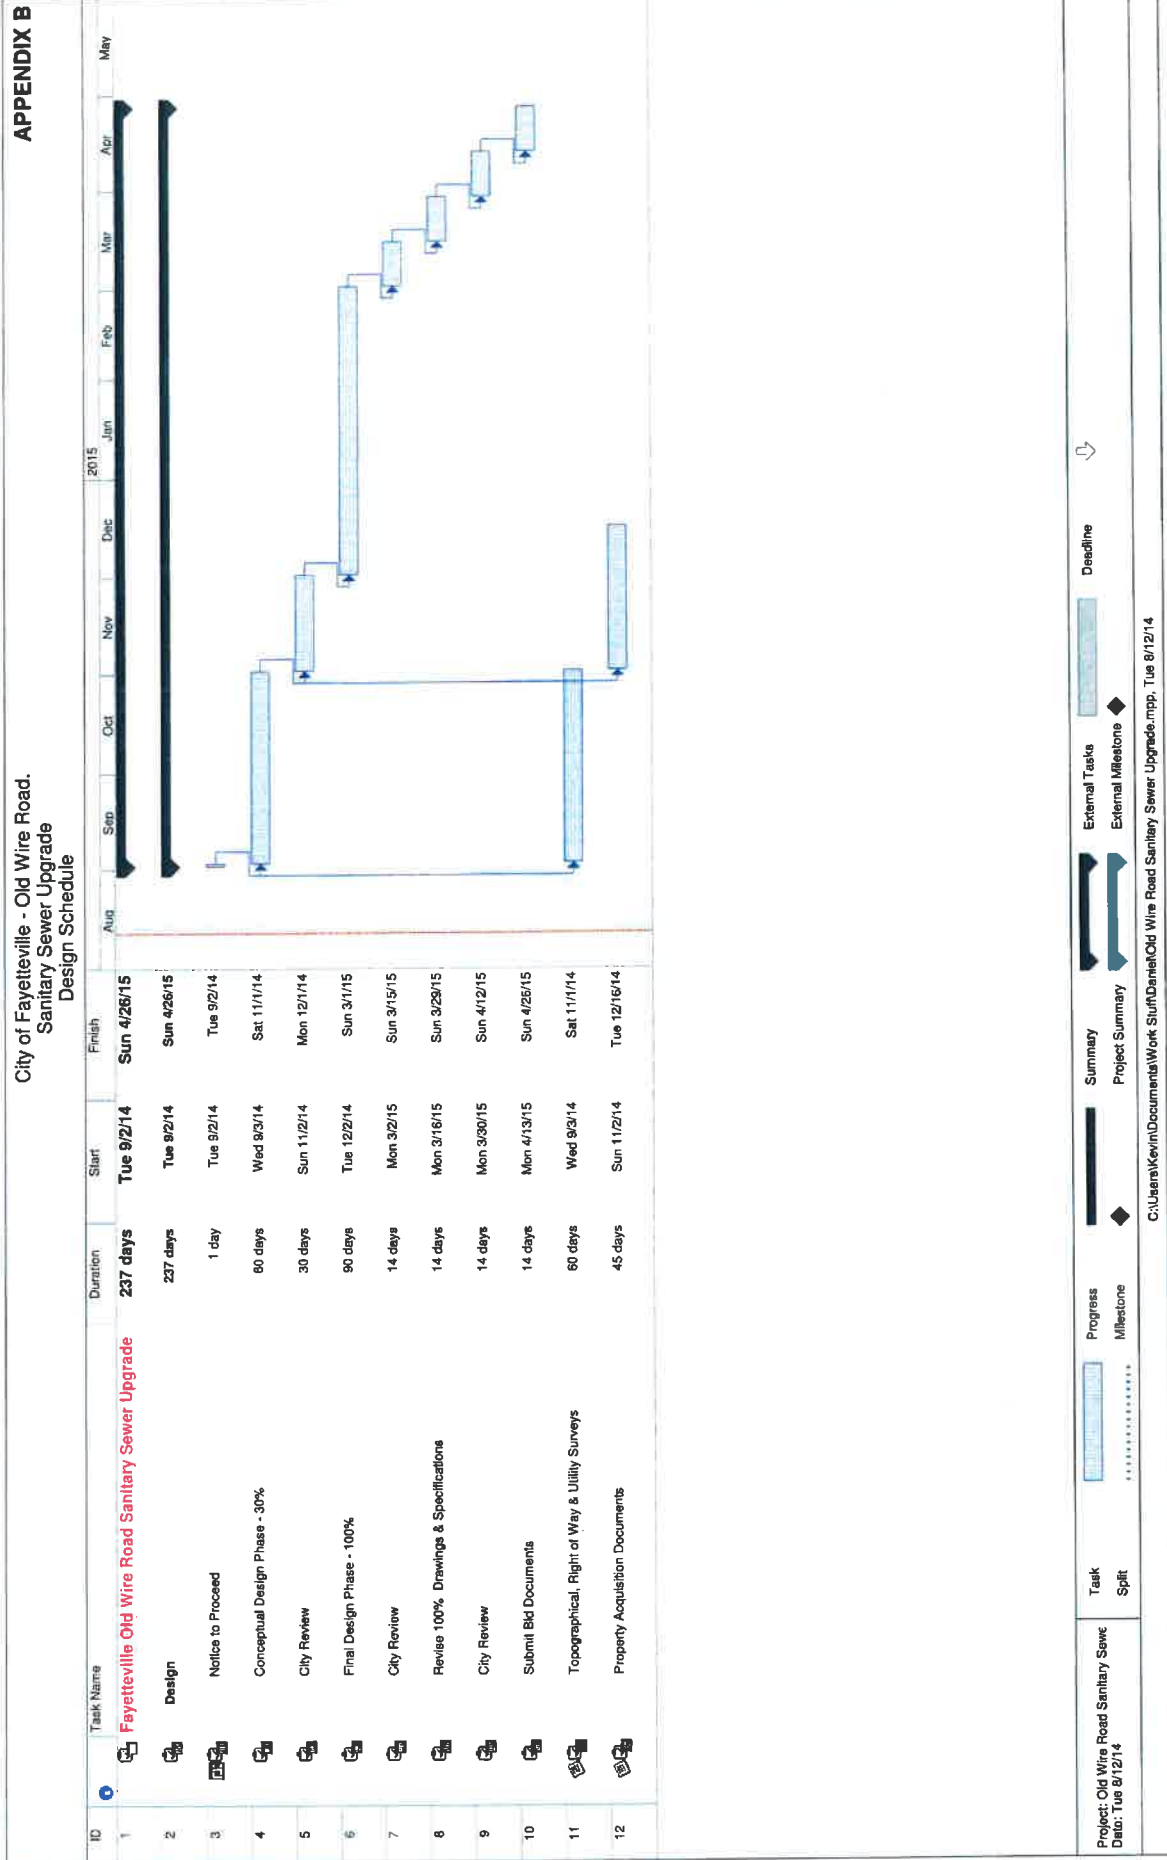 APPENDIX B
City of Fayetteville - Old Wire Road.
Sanitary Sewer Upgrade
Design Schedule
ID Task Name Duration Start Finish Aug Sep Oct Nov Dec 2015 Jan Feb Mar Apr May
1 Fayetteville Old Wire Road Sanitary Sewer Upgrade 237 days Tue 9/2/14 Sun 4/26/15
2 Design 237 days Tue 9/2/14 Sun 4/26/15
3 Notice to Proceed 1 day Tue 9/2/14 Tue 9/2/14
4 Conceptual Design Phase - 30% 60 days Wed 9/3/14 Sat 11/1/14
5 City Review 30 days Sun 11/2/14 Mon 12/1/14
6 Final Design Phase - 100% 90 days Tue 12/2/14 Sun 3/1/15
7 City Review 14 days Mon 3/2/15 Sun 3/15/15
8 Revise 100% Drawings & Specifications 14 days Mon 3/16/15 Sun 3/29/15
9 City Review 14 days Mon 3/30/15 Sun 4/12/15
10 Submit Bid Documents 14 days Mon 4/13/15 Sun 4/26/15
11 Topographical, Right of Way & Utility Surveys 60 days Wed 9/3/14 Sat 11/1/14
12 Property Acquisition Documents 45 days Sun 11/2/14 Tue 12/16/14
Project: Old Wire Road Sanitary Sewe
Date: Tue 8/12/14
Task Progress Summary External Tasks Deadline
Split Milestone Project Summary External Milestone
C:\Users\Kevin\Documents\Work Stuff\Daniel\Old Wire Road Sanitary Sewer Upgrade.mpp, Tue 8/12/14